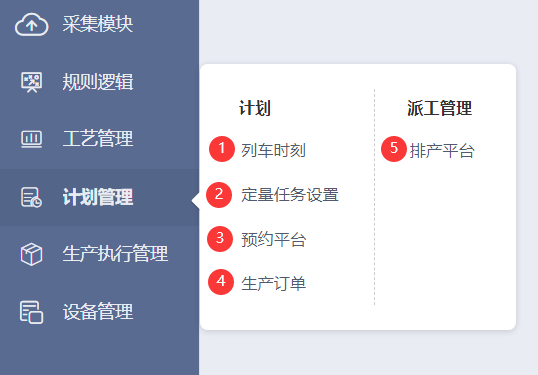 采集模块
规则逻辑
工艺管理
计划管理
生产执行管理
设备管理
计划
1 列车时刻
2 定量任务设置
3 预约平台
4 生产订单
派工管理
5 排产平台